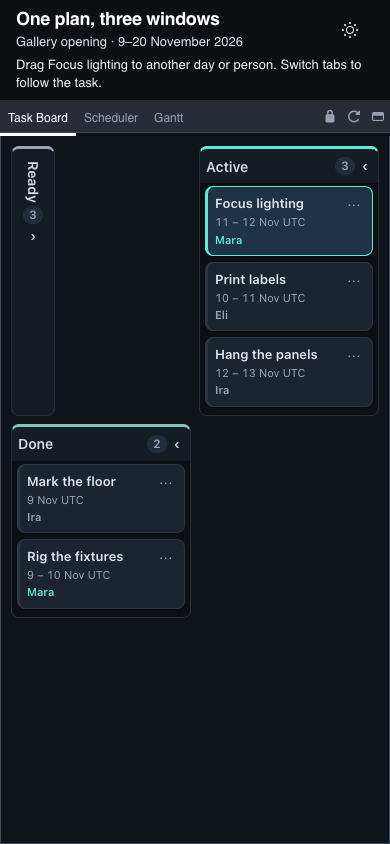 One plan, three windows
Gallery opening · 9–20 November 2026
Drag Focus lighting to another day or person. Switch tabs to
follow the task.
Task Board
Scheduler
Gantt
Ready
3
Active
3
Focus lighting
11 – 12 Nov UTC
Mara
Print labels
10 – 11 Nov UTC
Eli
Hang the panels
12 – 13 Nov UTC
Ira
Done
2
Mark the floor
9 Nov UTC
Ira
Rig the fixtures
9 – 10 Nov UTC
Mara